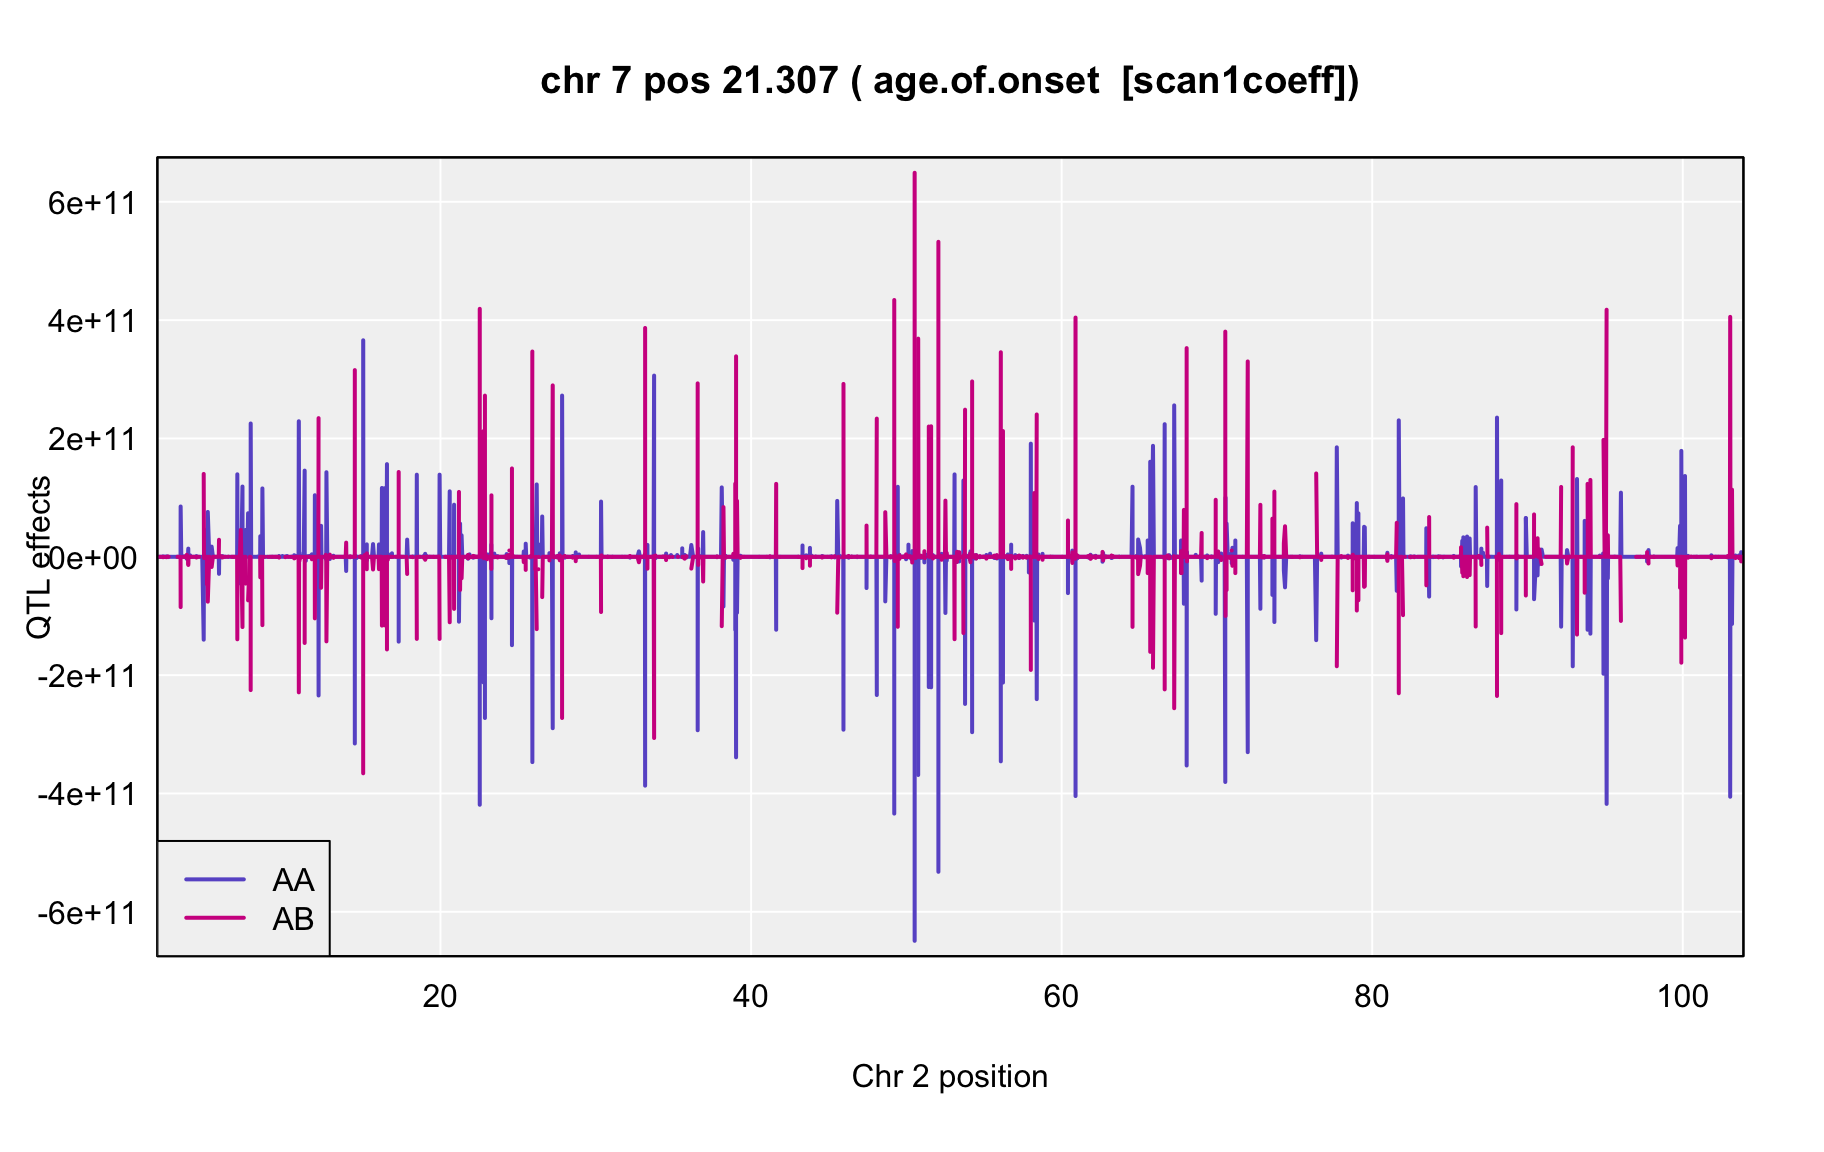 chr 7 pos 21.307 ( age.of.onset  [scan1coeff])
QTL effects
6e+11
4e+11
2e+11
0e+00
-2e+11
-4e+11
-6e+11
AA
AB
20 40 60 80 100
Chr 2 position